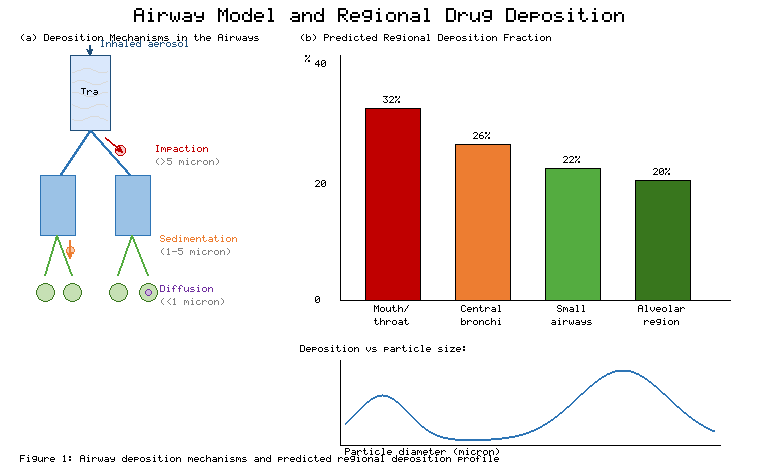 Airway Model and Regional Drug Deposition
(a) Deposition Mechanisms in the Airways
Inhaled aerosol
Tra
Impaction
(>5 micron)
Sedimentation
(1-5 micron)
Diffusion
(<1 micron)
(b) Predicted Regional Deposition Fraction
%
40
20
0
32%
26%
22%
20%
Mouth/
throat
Central
bronchi
Small
airways
Alveolar
region
Deposition vs particle size:
Particle diameter (micron)
Figure 1: Airway deposition mechanisms and predicted regional deposition profile